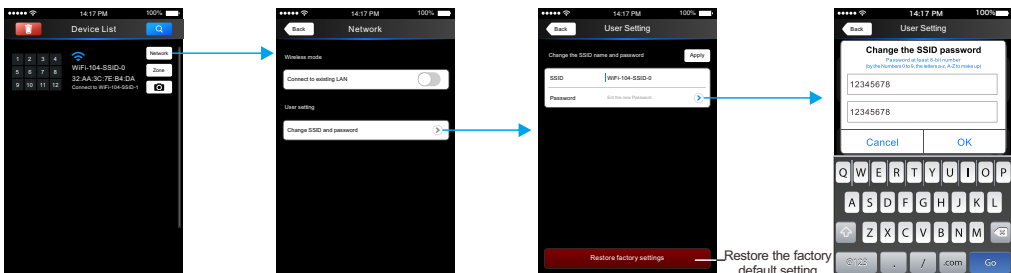 14:17 PM
100%
Device List
1 2 3 4
5 6 7 8
9 10 11 12
WiFi-104-SSID-0
32:AA:3C:7E:B4:DA
Connect to WiFi-104-SSID-1
Network
Zone
14:17 PM
100%
Back
Network
Wireless mode
Connect to existing LAN
User setting
Change SSID and password
14:17 PM
100%
Back
User Setting
Change the SSID name and password
Apply
SSID
WIFI-104-SSID-0
Password
Ent the new Password
Restore factory settings
Restore the factory
default setting
14:17 PM
100%
Back
User Setting
Change the SSID password
Password at least 8-bit number
(by the Numbers 0 to 9, the letters a-z, A-Z to make up)
12345678
12345678
Cancel
OK
Q W E R T Y U I O P
A S D F G H J K L
Z X C V B N M
@123 . / .com Go